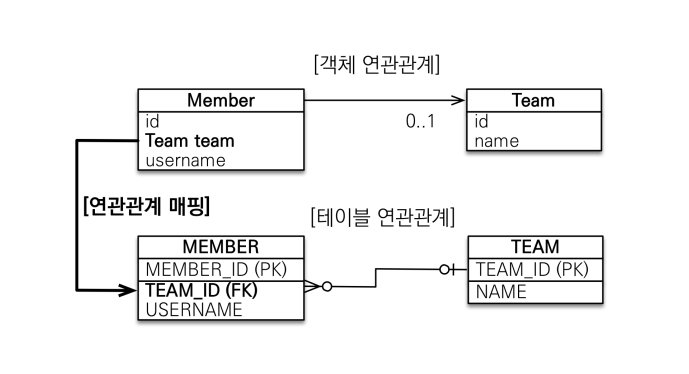 [객체 연관관계]
Member
id
Team team
username
0..1
Team
id
name
[연관관계 매핑]
[테이블 연관관계]
MEMBER
MEMBER_ID (PK)
TEAM_ID (FK)
USERNAME
TEAM
TEAM_ID (PK)
NAME